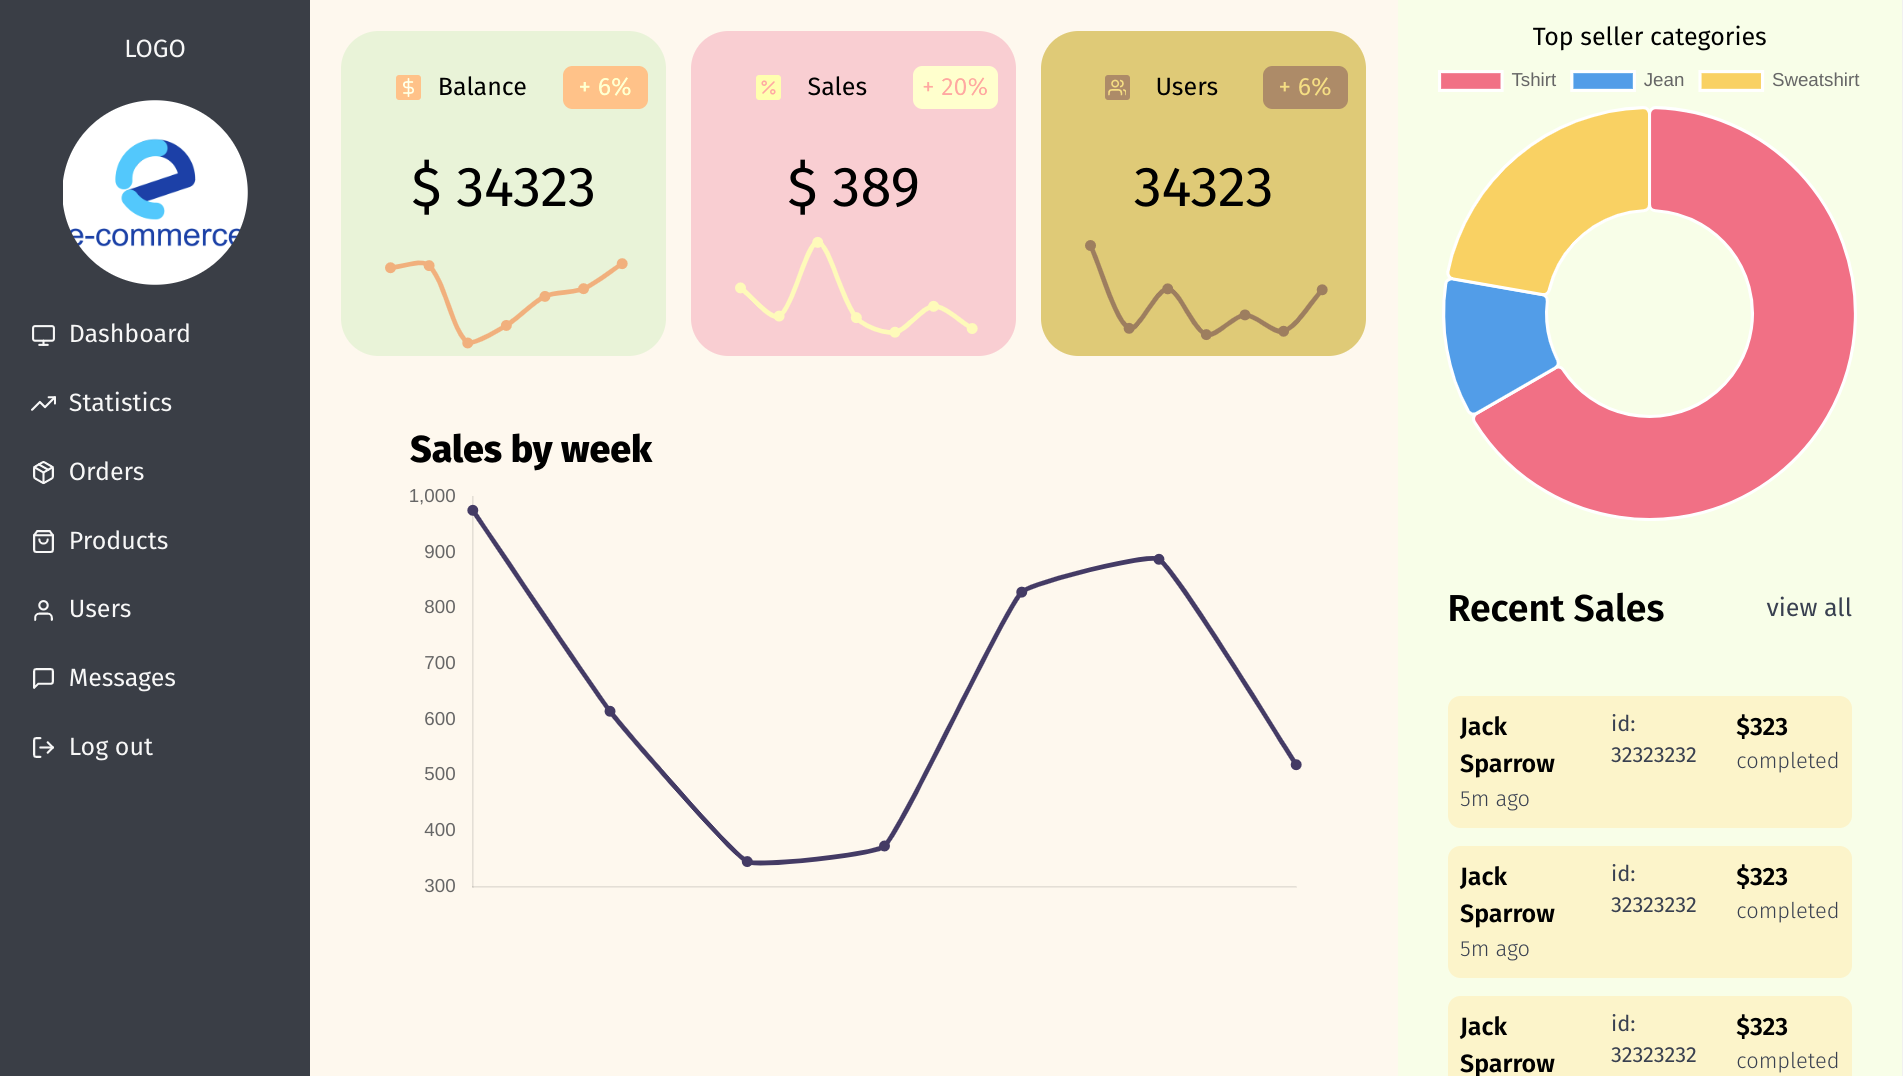 LOGO
e-commerce
Dashboard
Statistics
Orders
Products
Users
Messages
Log out
Balance
+ 6%
$ 34323
Sales
+ 20%
$ 389
Users
+ 6%
34323
Sales by week
1,000
900
800
700
600
500
400
300
Top seller categories
Tshirt
Jean
Sweatshirt
Recent Sales
view all
Jack
Sparrow
5m ago
id:
32323232
$323
completed
Jack
Sparrow
5m ago
id:
32323232
$323
completed
Jack
Sparrow
id:
32323232
$323
completed